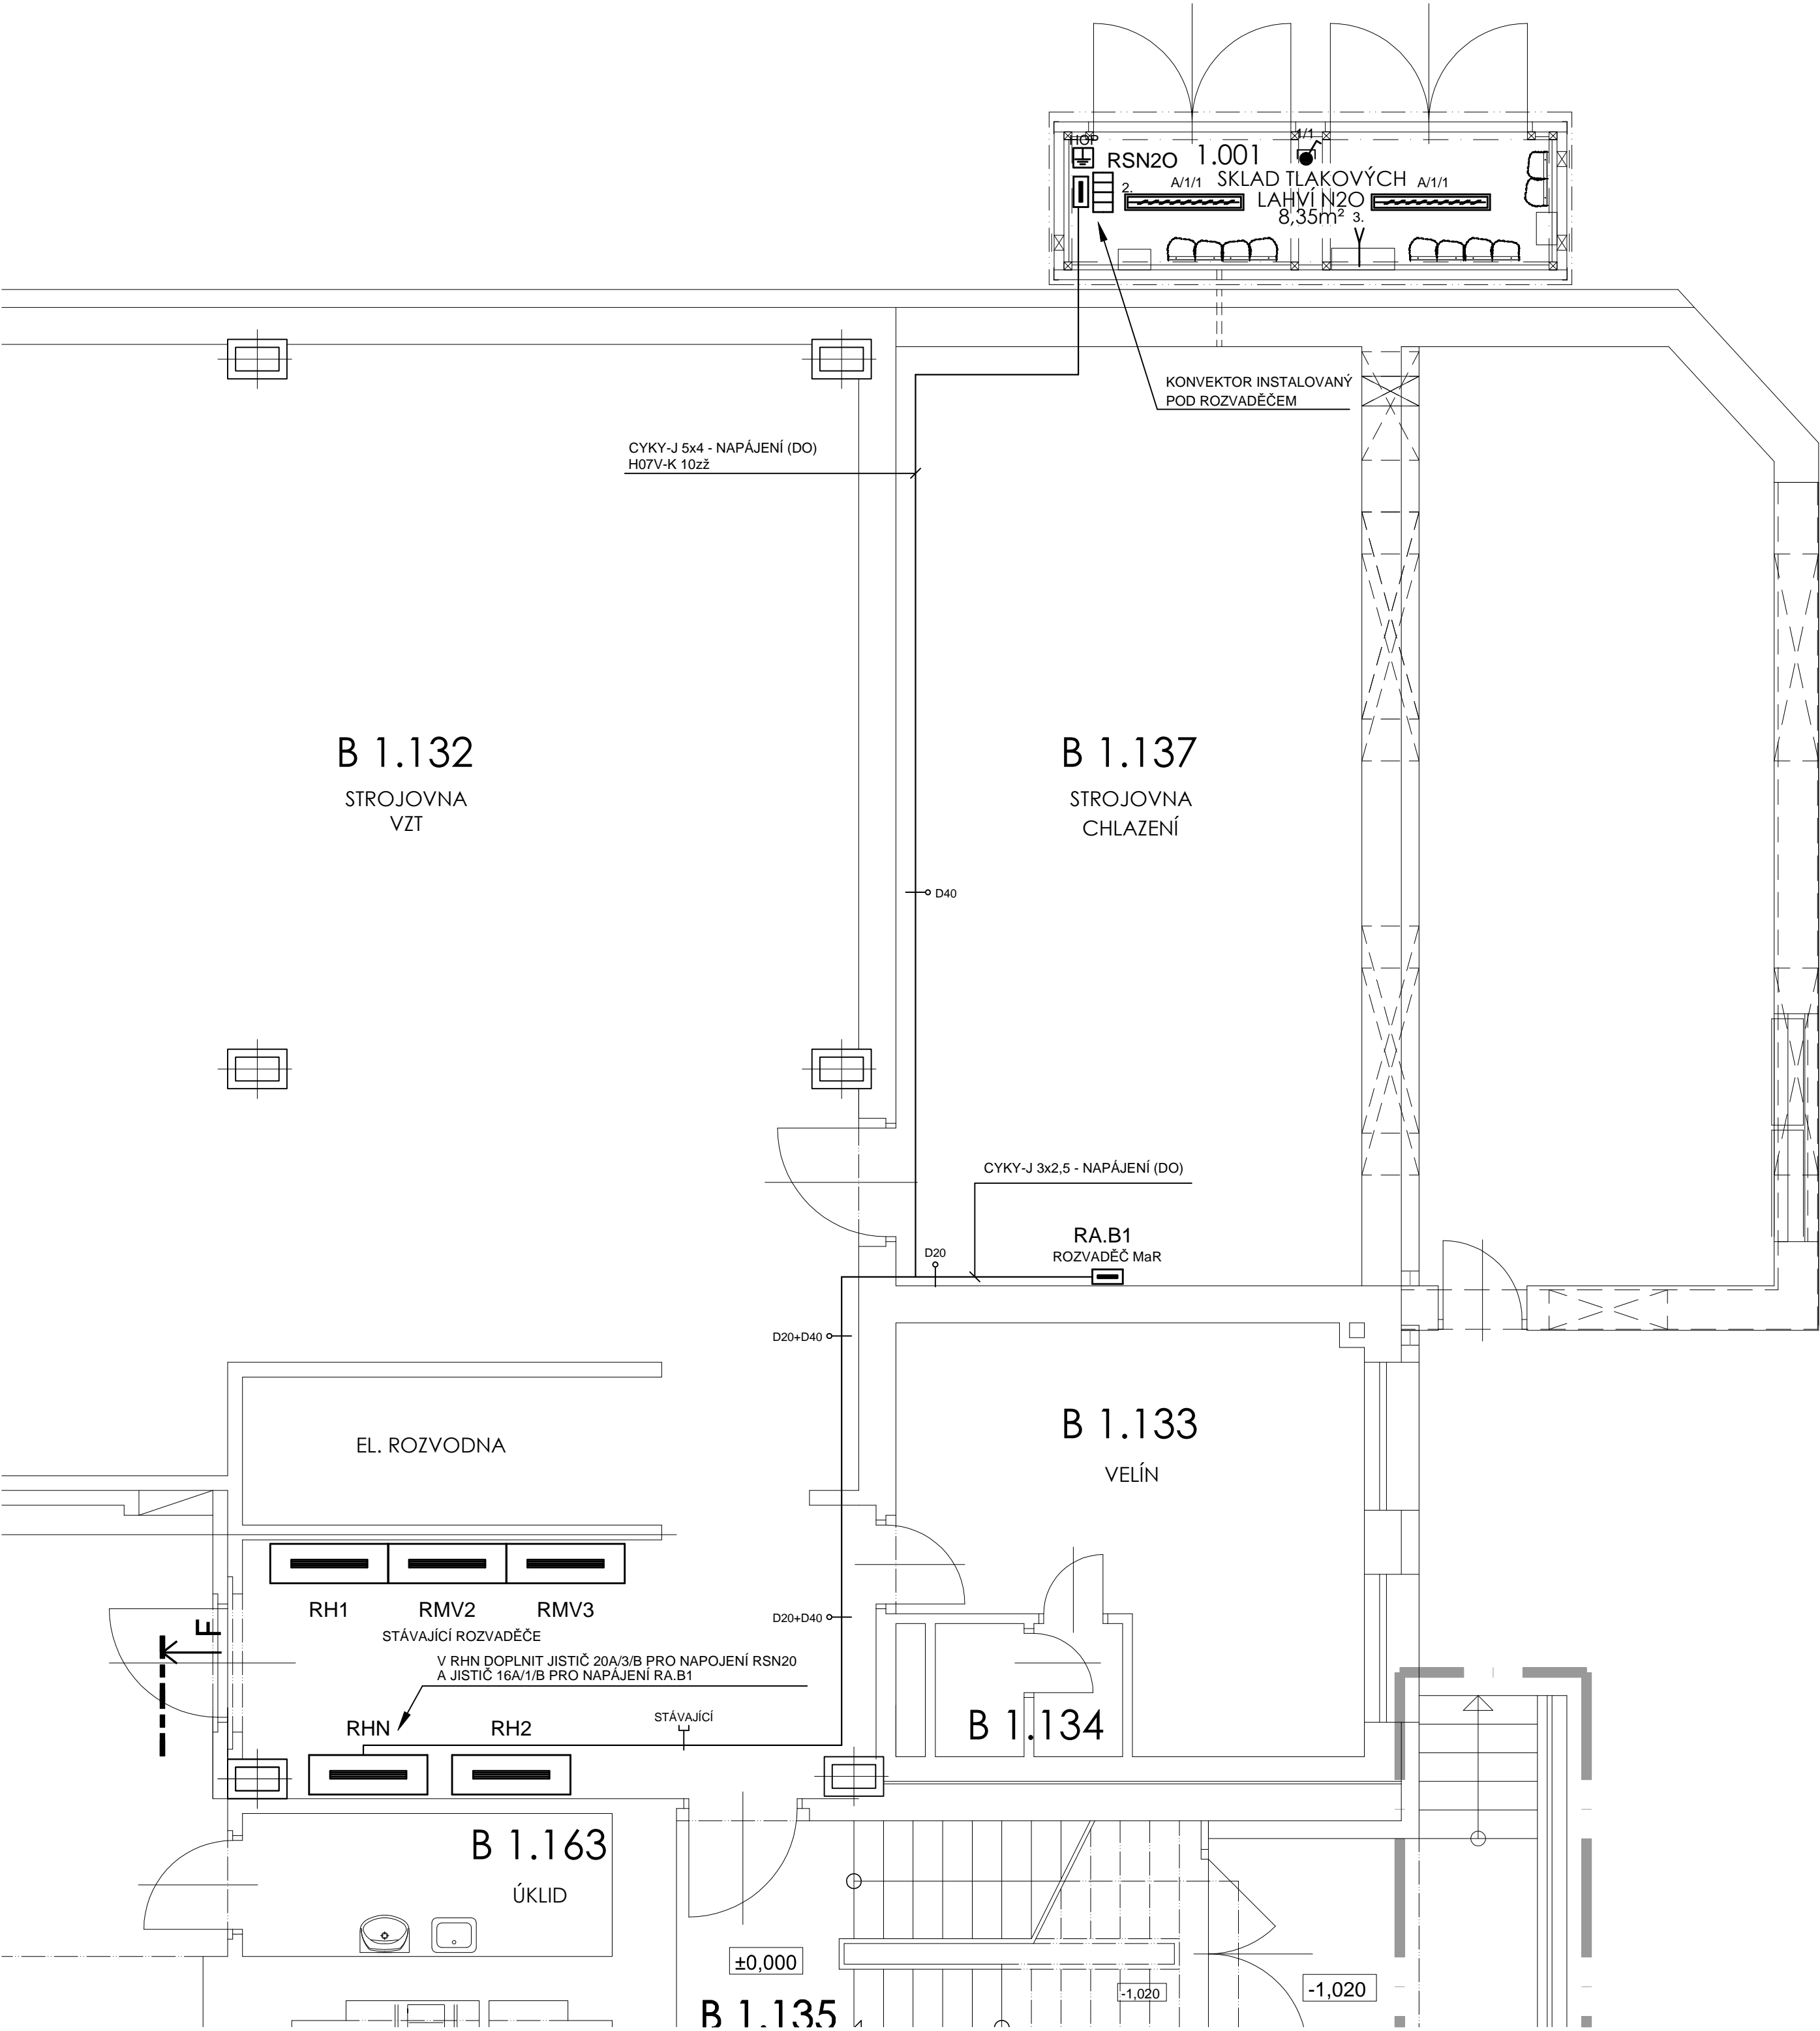 HOP
1/1
RSN2O
1.001
2.
A/1/1
SKLAD TLAKOVÝCH
A/1/1
LAHVÍ N2O
8,35m²
3.
KONVEKTOR INSTALOVANÝ
POD ROZVADĚČEM
CYKY-J 5x4 - NAPÁJENÍ (DO)
H07V-K 10zž
B 1.132
STROJOVNA
VZT
B 1.137
STROJOVNA
CHLAZENÍ
D40
CYKY-J 3x2,5 - NAPÁJENÍ (DO)
RA.B1
ROZVADĚČ MaR
D20
D20+D40
EL. ROZVODNA
B 1.133
VELÍN
RH1
RMV2
RMV3
STÁVAJÍCÍ ROZVADĚČE
D20+D40
F
V RHN DOPLNIT JISTIČ 20A/3/B PRO NAPOJENÍ RSN20
A JISTIČ 16A/1/B PRO NAPÁJENÍ RA.B1
RHN
RH2
STÁVAJÍCÍ
B 1.134
B 1.163
ÚKLID
±0,000
-1,020
-1,020
B 1.135